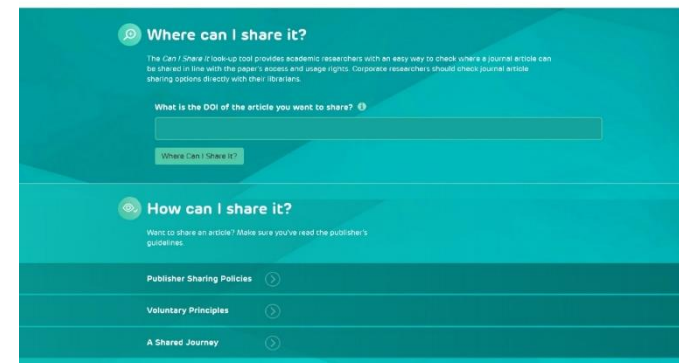 Where can I share it?
The Can I Share It look-up tool provides academic researchers with an easy way to check where a journal article can
be shared in line with the paper's access and usage rights. Corporate researchers should check journal article
sharing options directly with their librarians.
What is the DOI of the article you want to share?
Where Can I Share It?
How can I share it?
Want to share an article? Make sure you've read the publisher's
guidelines.
Publisher Sharing Policies
Voluntary Principles
A Shared Journey